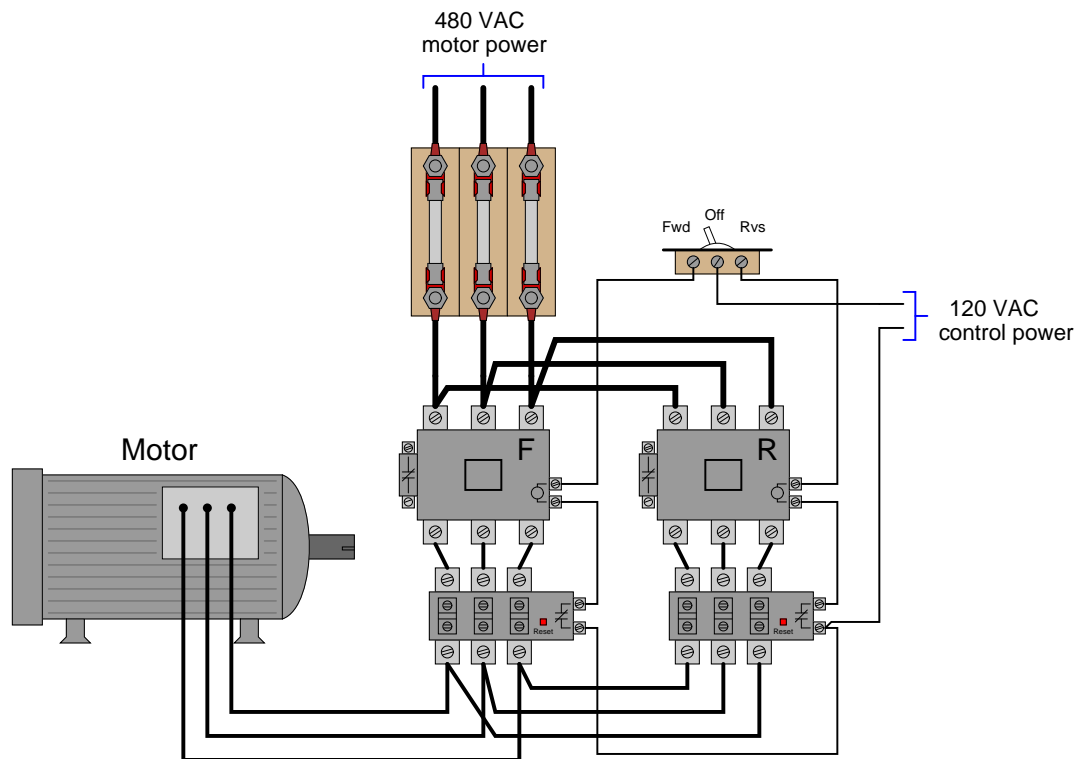 480 VAC
motor power
Fwd
Off
Rvs
120 VAC
control power
Motor
F
R
Reset
Reset